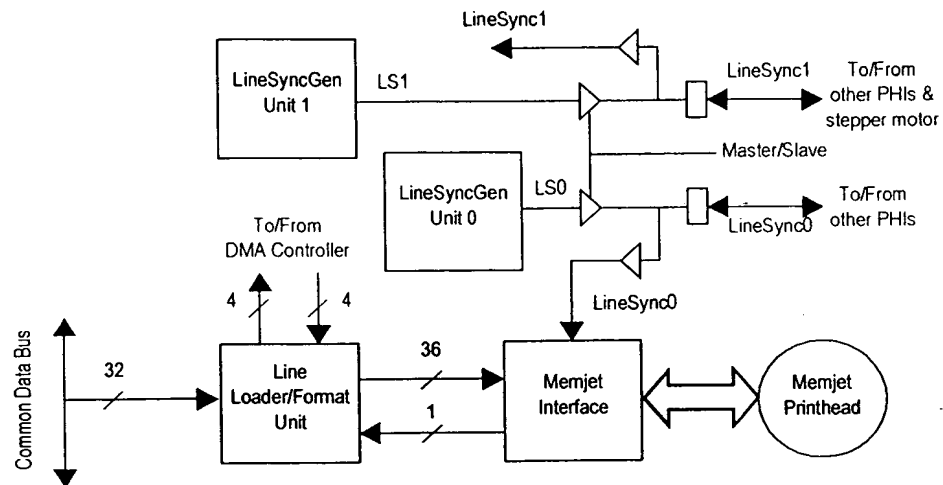 LineSync1
LineSyncGen
Unit 1
LS1
LineSync1
To/From
other PHIs &
stepper motor
Master/Slave
LineSyncGen
Unit 0
LS0
To/From
other PHIs
LineSync0
To/From
DMA Controller
4
4
LineSync0
Common Data Bus
32
Line
Loader/Format
Unit
36
1
Memjet
Interface
Memjet
Printhead